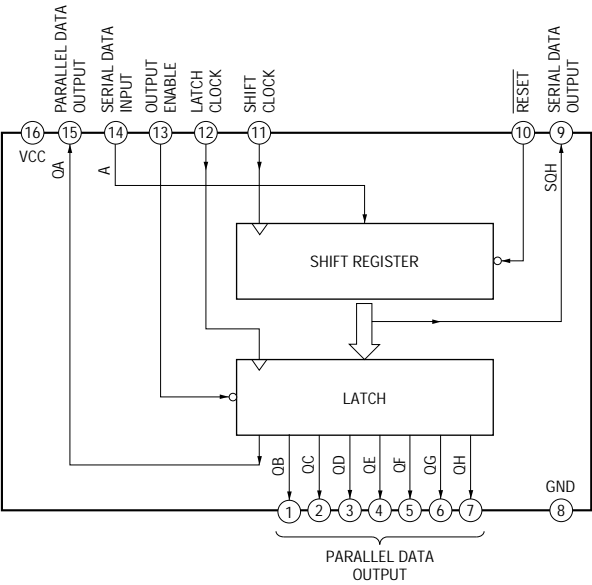 PARALLEL DATA
OUTPUT
SERIAL DATA
INPUT
OUTPUT
ENABLE
LATCH
CLOCK
SHIFT
CLOCK
RESET
SERIAL DATA
OUTPUT
16
15
14
13
12
11
10
9
VCC
QA
A
SQH
SHIFT REGISTER
LATCH
QB
QC
QD
QE
QF
QG
QH
GND
1
2
3
4
5
6
7
8
PARALLEL DATA
OUTPUT